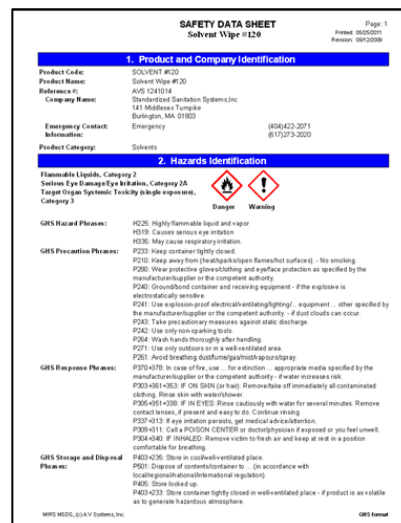 SAFETY DATA SHEET
Solvent Wipe #120
Page: 1
Printed: 05/25/2011
Revision: 09/12/2009
1. Product and Company Identification
Product Code: SOLVENT #120
Product Name: Solvent Wipe #120
Reference #: AVS 1241014
Company Name: Standardized Sanitation Systems,Inc
141 Middlesex Turnpike
Burlington, MA 01803
Emergency Contact: Emergency (404)422-2071
Information: (617)273-2020
Product Category: Solvents
2. Hazards Identification
Flammable Liquids, Category 2
Serious Eye Damage/Eye Irritation, Category 2A
Target Organ Systemic Toxicity (single exposure),
Category 3
Danger Warning
GHS Hazard Phrases: H225: Highly flammable liquid and vapor
H319: Causes serious eye irritation
H335: May cause respiratory irritation.
GHS Precaution Phrases: P233: Keep container tightly closed.
P210: Keep away from {heat/sparks/open flames/hot surfaces}. - No smoking.
P280: Wear protective gloves/clothing and eye/face protection as specified by the
manufacturer/supplier or the competent authority.
P240: Ground/bond container and receiving equipment - if the explosive is
electrostatically sensitive.
P241: Use explosion-proof electrical/ventilating/lighting/... equipment ... other specified by
the manufacturer/supplier or the competent authority. - if dust clouds can occur.
P243: Take precautionary measures against static discharge.
P242: Use only non-sparking tools.
P264: Wash hands thoroughly after handling.
P271: Use only outdoors or in a well-ventilated area.
P261: Avoid breathing dust/fume/gas/mist/vapours/spray.
GHS Response Phrases: P370+378: In case of fire, use ... for extinction ... appropriate media specified by the
manufacturer/supplier or the competent authority - if water increases risk.
P303+361+353: IF ON SKIN (or hair): Remove/take off immediately all contaminated
clothing. Rinse skin with water/shower.
P305+351+338: IF IN EYES: Rinse cautiously with water for several minutes. Remove
contact lenses, if present and easy to do. Continue rinsing.
P337+313: If eye irritation persists, get medical advice/attention.
P309+311: Call a POISON CENTER or doctor/physician if exposed or you feel unwell.
P304+340: IF INHALED: Remove victim to fresh air and keep at rest in a position
comfortable for breathing.
GHS Storage and Disposal P403+235: Store in cool/well-ventilated place.
Phrases: P501: Dispose of contents/container to ... (in accordance with
local/regional/national/international regulation).
P405: Store locked up.
P403+233: Store container tightly closed in well-ventilated place - if product is as volatile
as to generate hazardous atmosphere.
MIRS MSDS, (c) A V Systems, Inc. GHS format